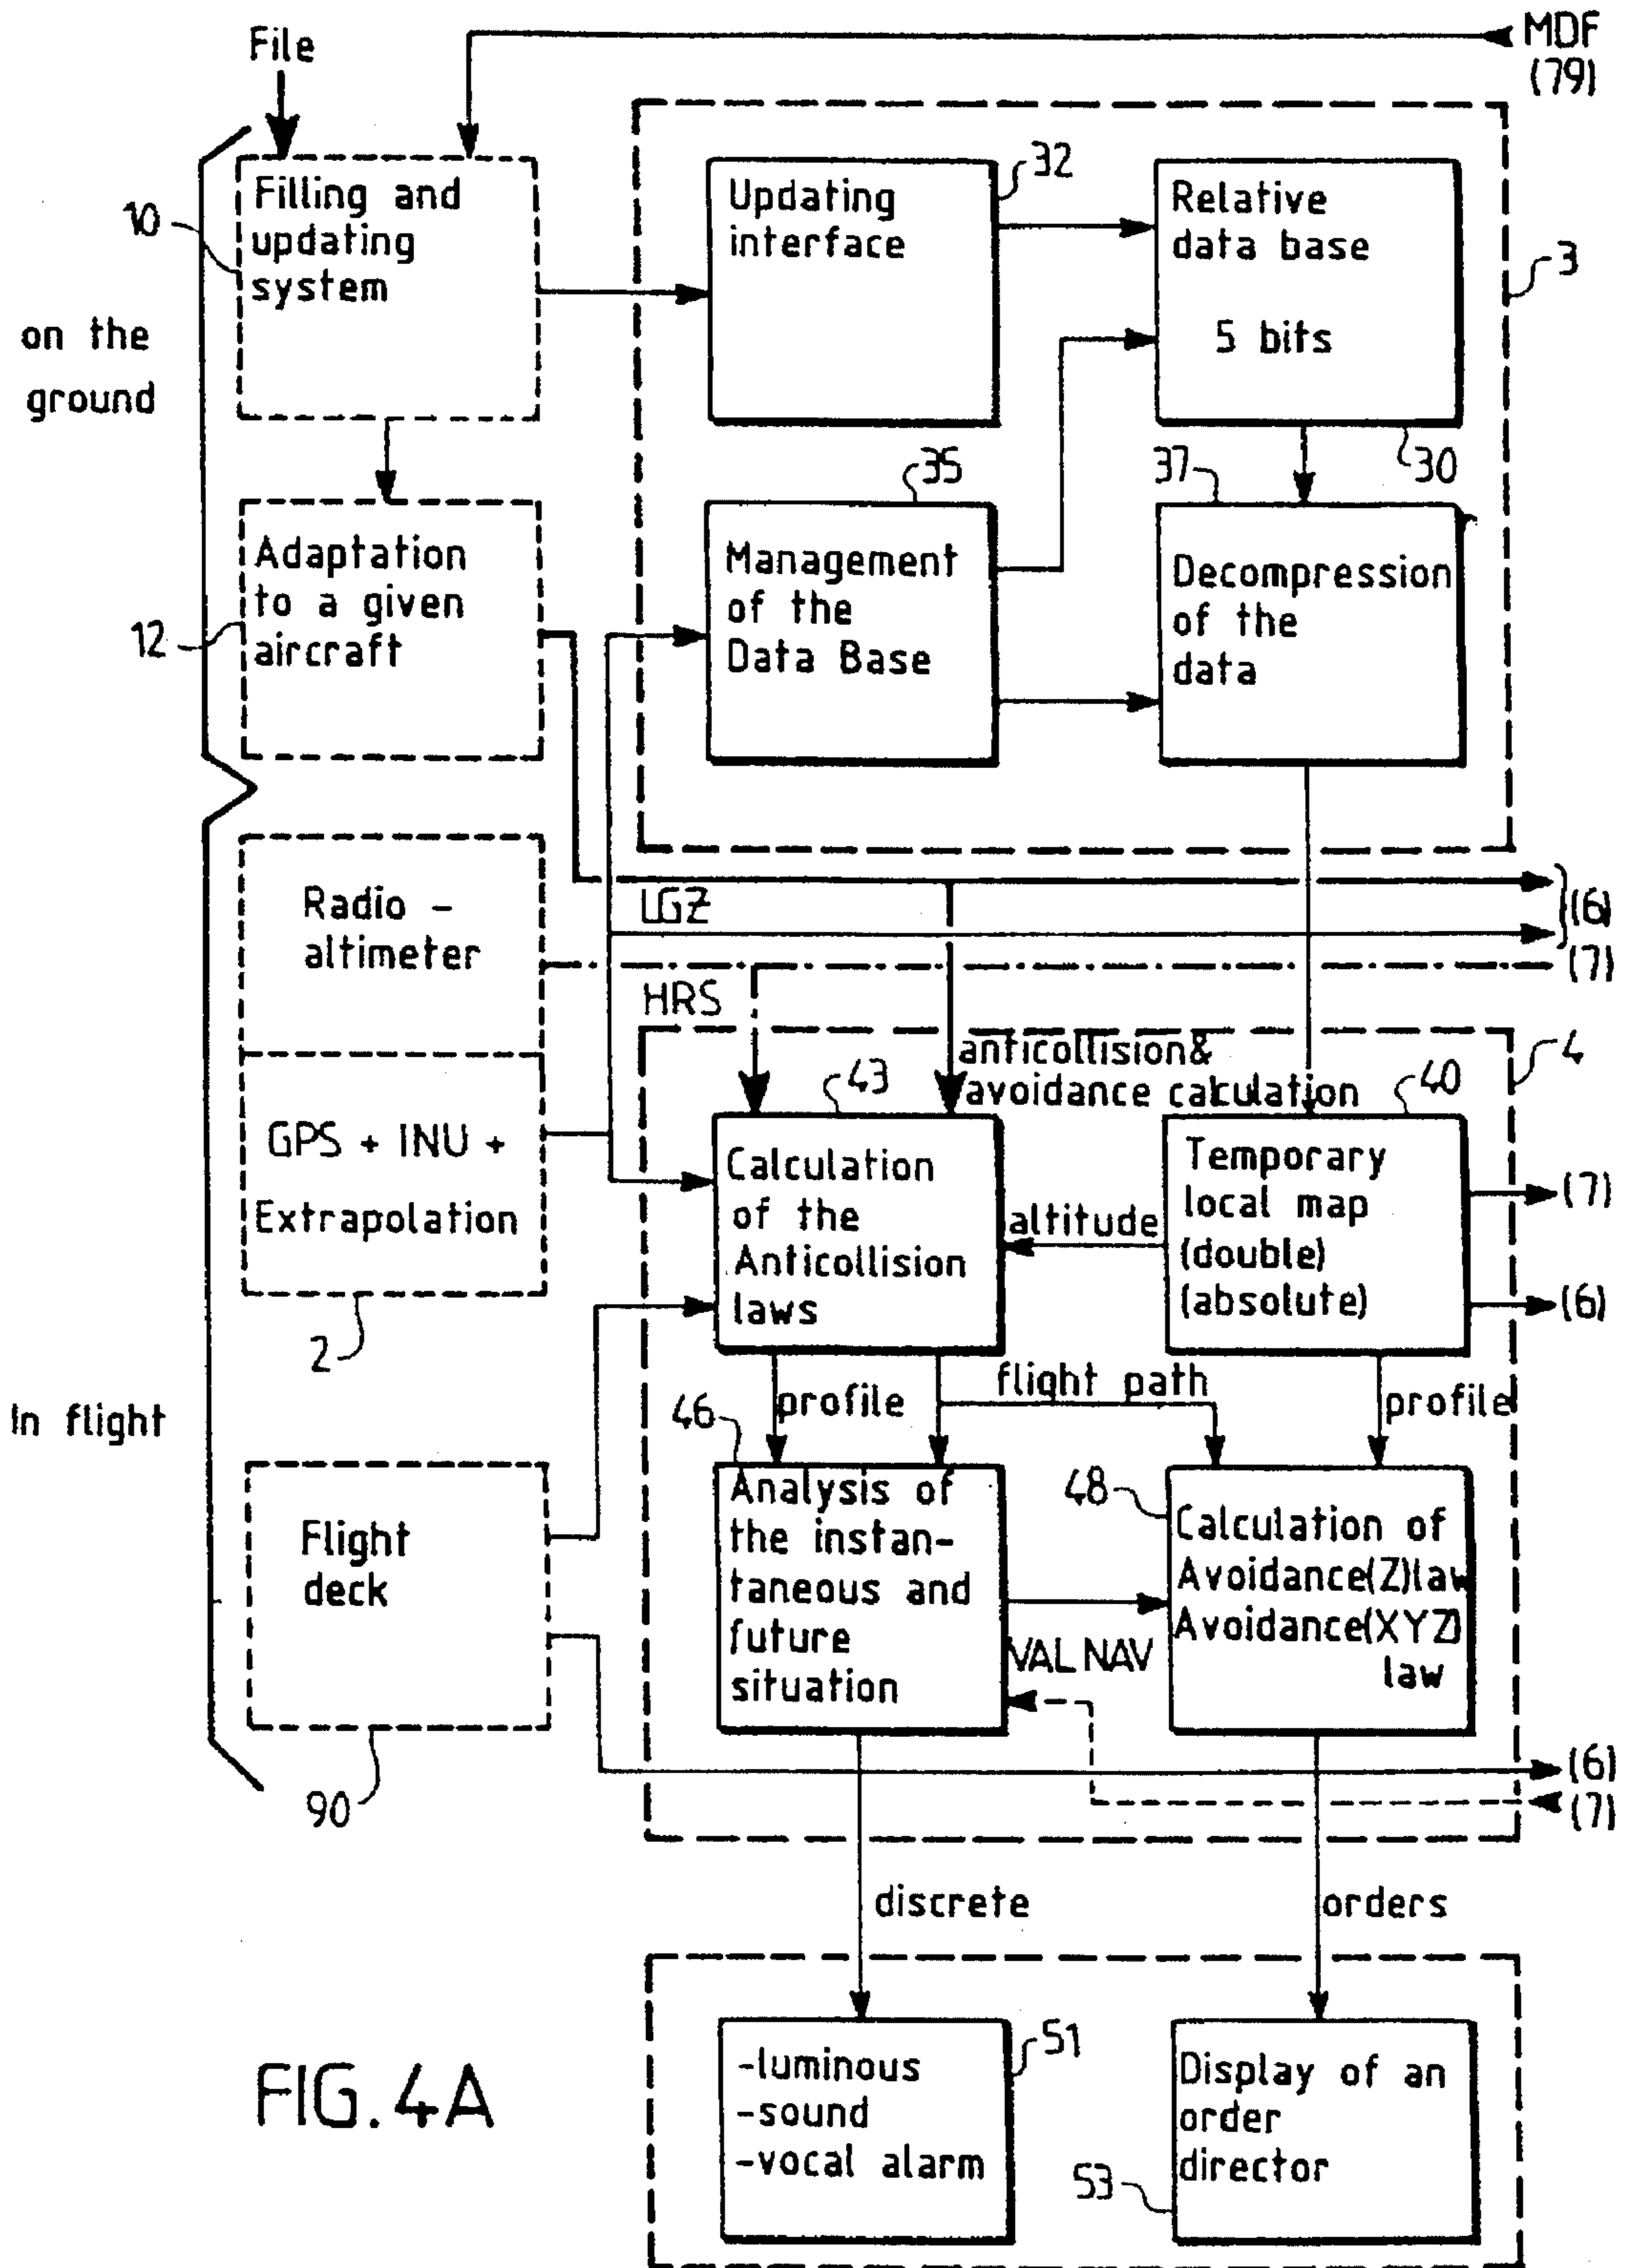 File
MDF
(79)
Filling and
updating
system
10
on the
ground
Updating
interface
32
Relative
data base
5 bits
3
30
Adaptation
to a given
aircraft
12
35
Management
of the
Data Base
37
Decompression
of the
data
Radio -
altimeter
LGZ
(6)
(7)
HRS
GPS + INU +
Extrapolation
2
anticollision&
avoidance calculation
4
43
Calculation
of the
Anticollision
laws
altitude
40
Temporary
local map
(double)
(absolute)
(7)
(6)
In flight
profile
flight path
profile
46
Analysis of
the instan-
taneous and
future
situation
48
Calculation of
Avoidance(Z)law
Avoidance(XYZ)
law
VAL NAV
Flight
deck
90
(6)
(7)
discrete
orders
FIG.4A
-luminous
-sound
-vocal alarm
51
Display of an
order
director
53